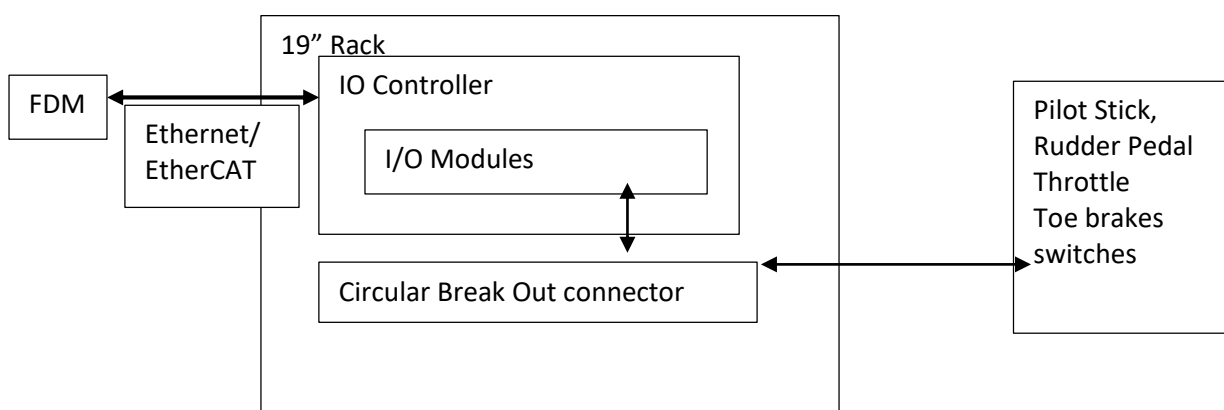 19” Rack
IO Controller
FDM
Ethernet/
EtherCAT
I/O Modules
Circular Break Out connector
Pilot Stick,
Rudder Pedal
Throttle
Toe brakes
switches